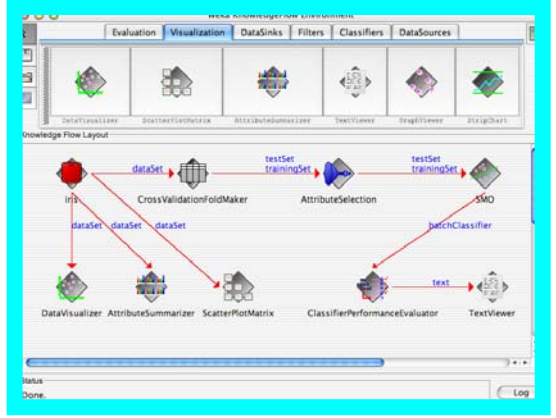 Weka KnowledgeFlow Environment
Evaluation Visualization DataSinks Filters Classifiers DataSources
DataVisualizer ScatterPlotMatrix AttributeSummarizer TextViewer GraphViewer StripChart
Knowledge Flow Layout
dataSet testSet trainingSet testSet trainingSet
iris CrossValidationFoldMaker AttributeSelection SMO
dataSet dataSet dataSet batchClassifier
text
DataVisualizer AttributeSummarizer ScatterPlotMatrix ClassifierPerformanceEvaluator TextViewer
Status
Done. Log